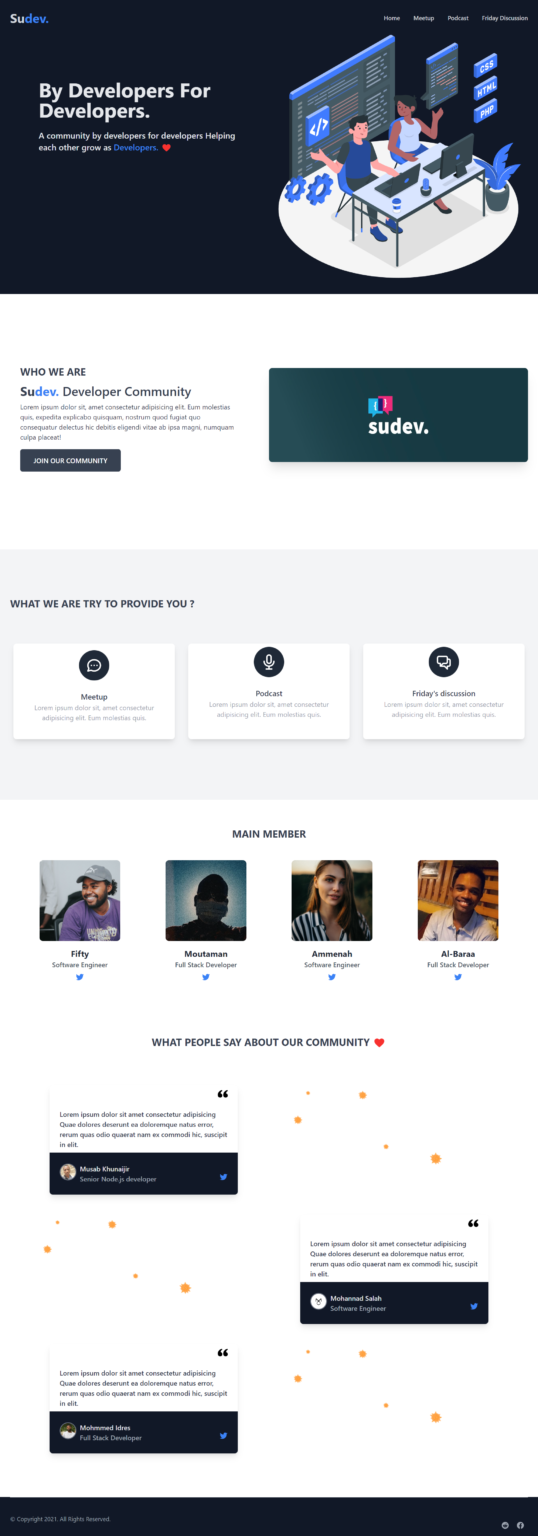 Sudev.
Home Meetup Podcast Friday Discussion
By Developers For
Developers.
A community by developers for developers Helping
each other grow as Developers.
</>
CSS
HTML
PHP
WHO WE ARE
Sudev. Developer Community
Lorem ipsum dolor sit, amet consectetur adipisicing elit. Eum molestias
quis, expedita explicabo quisquam, nostrum quod fugiat quo
consequatur delectus hic debitis eligendi vitae ab ipsa magni, numquam
culpa placeat!
JOIN OUR COMMUNITY
{ }
sudev.
WHAT WE ARE TRY TO PROVIDE YOU ?
Meetup
Lorem ipsum dolor sit, amet consectetur
adipisicing elit. Eum molestias quis.
Podcast
Lorem ipsum dolor sit, amet consectetur
adipisicing elit. Eum molestias quis.
Friday's discussion
Lorem ipsum dolor sit, amet consectetur
adipisicing elit. Eum molestias quis.
MAIN MEMBER
Fifty
Software Engineer
Moutaman
Full Stack Developer
Ammenah
Software Engineer
Al-Baraa
Full Stack Developer
WHAT PEOPLE SAY ABOUT OUR COMMUNITY
“
Lorem ipsum dolor sit amet consectetur adipisicing
Quae dolores deserunt ea doloremque natus error,
rerum quas odio quaerat nam ex commodi hic, suscipit
in elit.
Musab Khunaijir
Senior Node.js developer
“
Lorem ipsum dolor sit amet consectetur adipisicing
Quae dolores deserunt ea doloremque natus error,
rerum quas odio quaerat nam ex commodi hic, suscipit
in elit.
Mohannad Salah
Software Engineer
“
Lorem ipsum dolor sit amet consectetur adipisicing
Quae dolores deserunt ea doloremque natus error,
rerum quas odio quaerat nam ex commodi hic, suscipit
in elit.
Mohmmed Idres
Full Stack Developer
© Copyright 2021. All Rights Reserved.